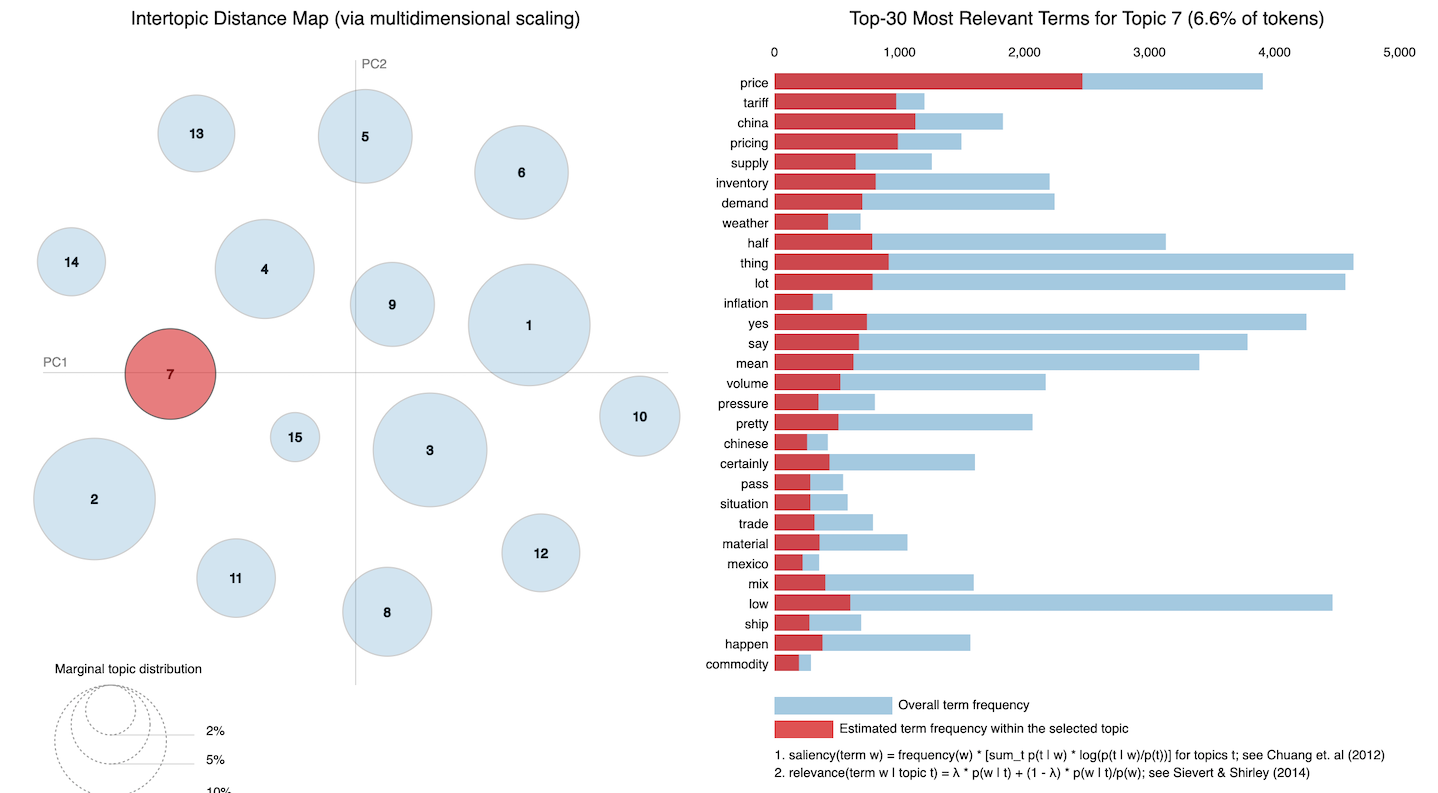 Intertopic Distance Map (via multidimensional scaling)
PC2
PC1
13
5
6
14
4
9
1
7
10
15
3
2
12
11
8
Marginal topic distribution
2%
5%
10%
Top-30 Most Relevant Terms for Topic 7 (6.6% of tokens)
0 1,000 2,000 3,000 4,000 5,000
price
tariff
china
pricing
supply
inventory
demand
weather
half
thing
lot
inflation
yes
say
mean
volume
pressure
pretty
chinese
certainly
pass
situation
trade
material
mexico
mix
low
ship
happen
commodity
Overall term frequency
Estimated term frequency within the selected topic
1. saliency(term w) = frequency(w) * [sum_t p(t | w) * log(p(t | w)/p(t))] for topics t; see Chuang et. al (2012)
2. relevance(term w | topic t) = λ * p(w | t) + (1 - λ) * p(w | t)/p(w); see Sievert & Shirley (2014)